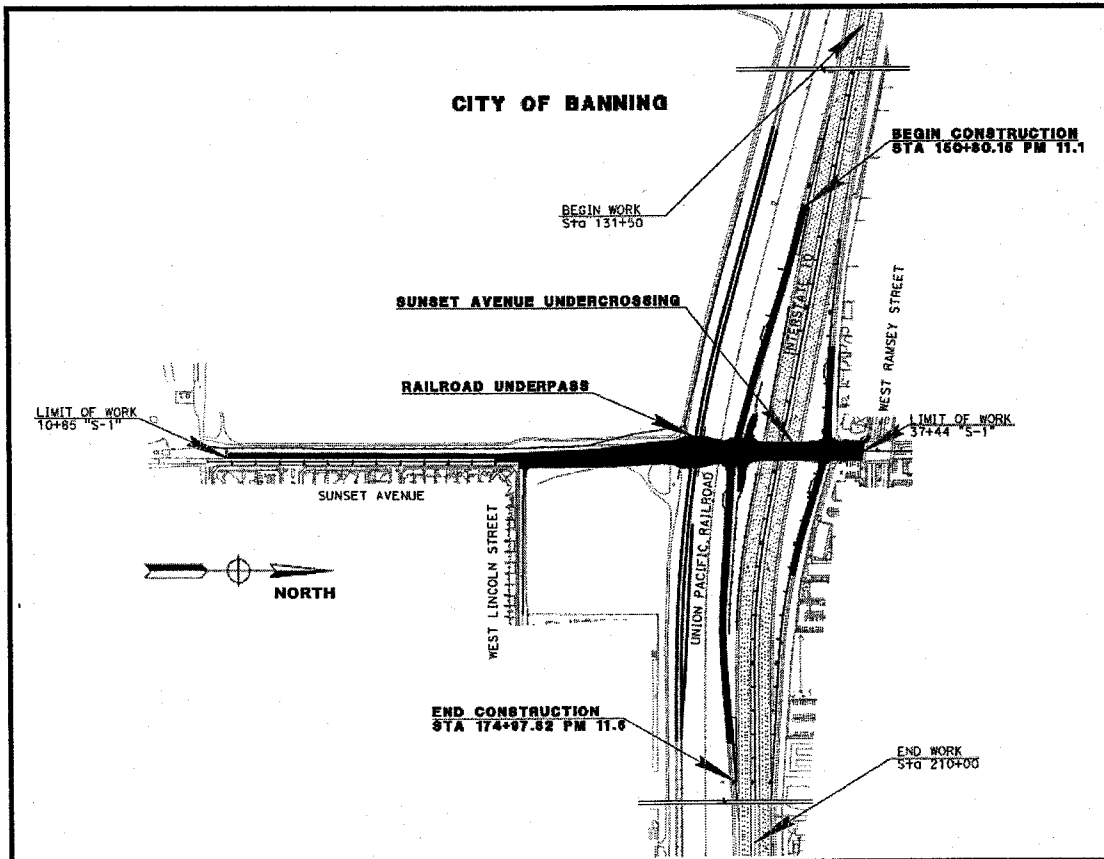 CITY OF BANNING
BEGIN CONSTRUCTION
STA 150+80.15 PM 11.1
BEGIN WORK
Sta 131+50
INTERSTATE 10
WEST RAMSEY STREET
SUNSET AVENUE UNDERCROSSING
RAILROAD UNDERPASS
LIMIT OF WORK
10+85 "S-1"
LIMIT OF WORK
37+44 "S-1"
SUNSET AVENUE
WEST LINCOLN STREET
UNION PACIFIC RAILROAD
NORTH
END CONSTRUCTION
STA 174+97.52 PM 11.6
END WORK
Sta 210+00